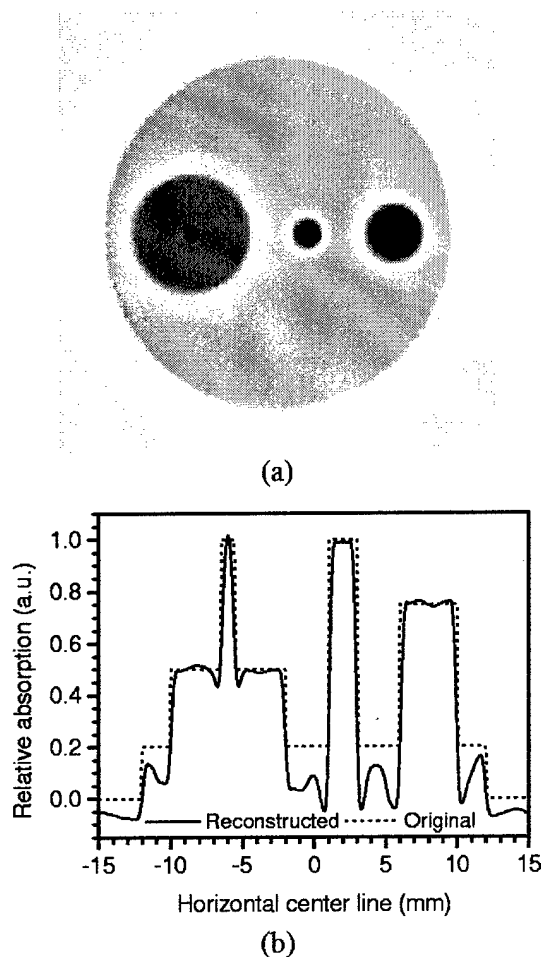 (a)
Relative absorption (a.u.)
1.0
0.8
0.6
0.4
0.2
0.0
Reconstructed Original
-15 -10 -5 0 5 10 15
Horizontal center line (mm)
(b)